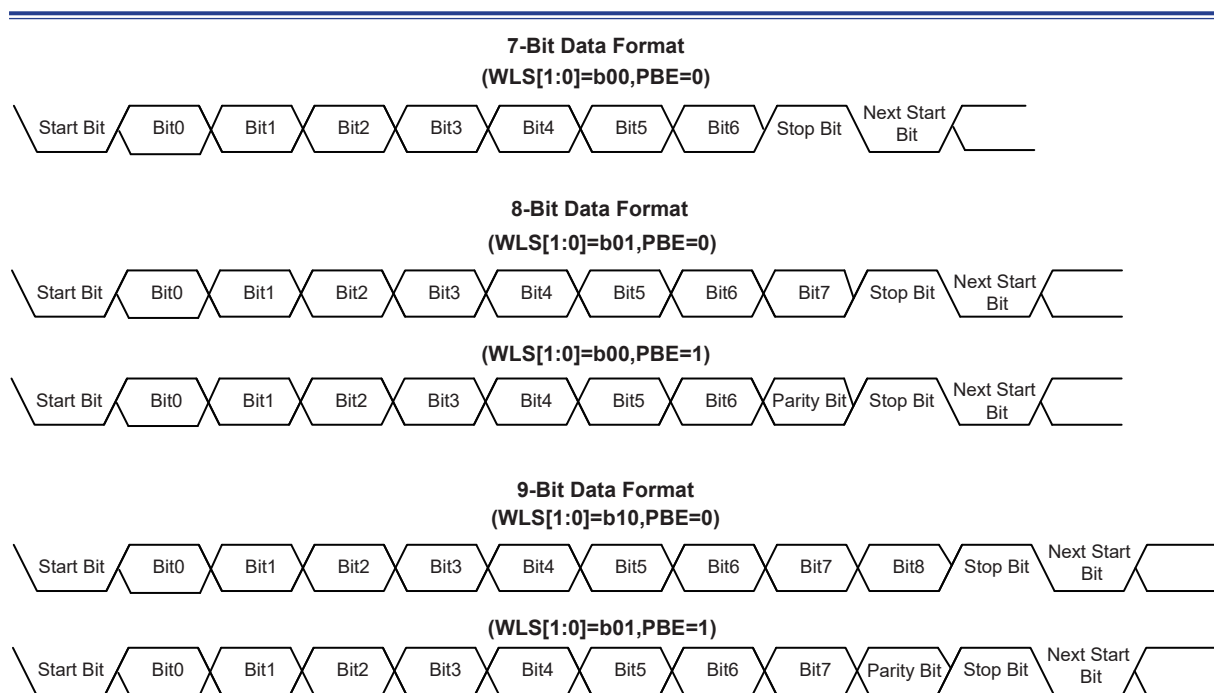 7-Bit Data Format
(WLS[1:0]=b00,PBE=0)
Start Bit Bit0 Bit1 Bit2 Bit3 Bit4 Bit5 Bit6 Stop Bit Next Start Bit
8-Bit Data Format
(WLS[1:0]=b01,PBE=0)
Start Bit Bit0 Bit1 Bit2 Bit3 Bit4 Bit5 Bit6 Bit7 Stop Bit Next Start Bit
(WLS[1:0]=b00,PBE=1)
Start Bit Bit0 Bit1 Bit2 Bit3 Bit4 Bit5 Bit6 Parity Bit Stop Bit Next Start Bit
9-Bit Data Format
(WLS[1:0]=b10,PBE=0)
Start Bit Bit0 Bit1 Bit2 Bit3 Bit4 Bit5 Bit6 Bit7 Bit8 Stop Bit Next Start Bit
(WLS[1:0]=b01,PBE=1)
Start Bit Bit0 Bit1 Bit2 Bit3 Bit4 Bit5 Bit6 Bit7 Parity Bit Stop Bit Next Start Bit